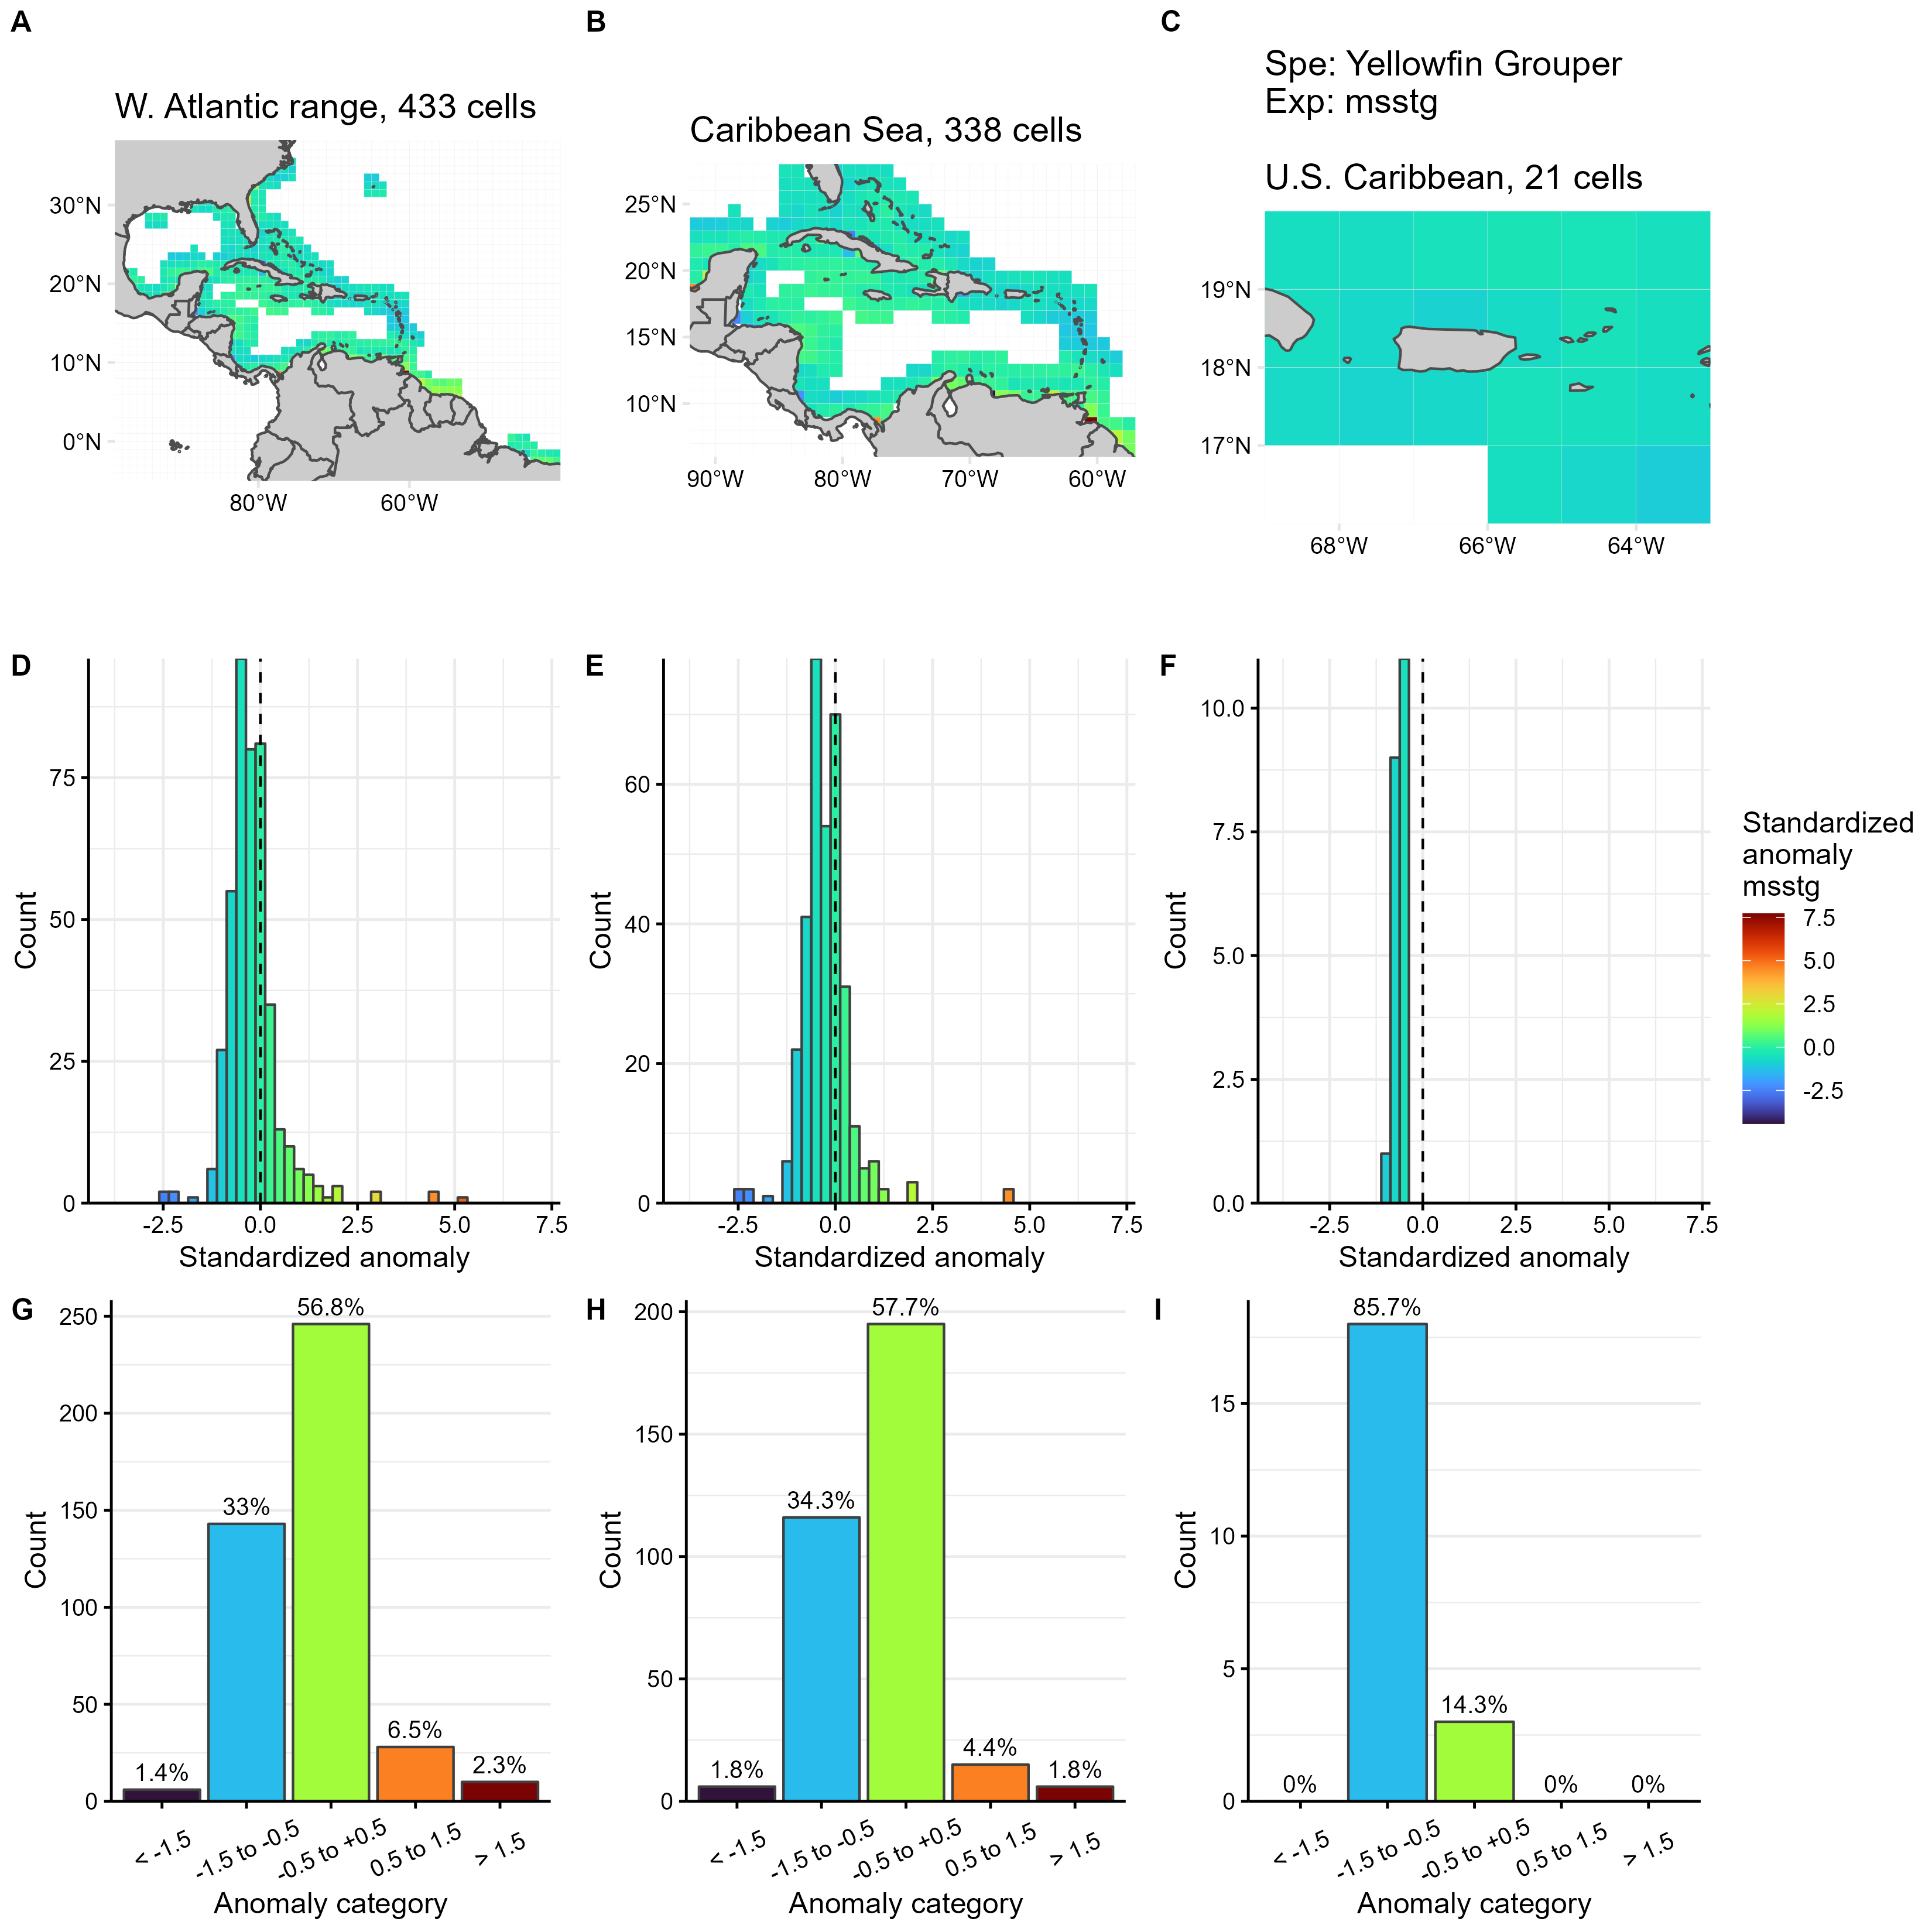 A
B
C
Spe: Yellowfin Grouper
Exp: msstg
W. Atlantic range, 433 cells
Caribbean Sea, 338 cells
U.S. Caribbean, 21 cells
30°N
20°N
10°N
0°N
80°W
60°W
25°N
20°N
15°N
10°N
90°W
80°W
70°W
60°W
19°N
18°N
17°N
68°W
66°W
64°W
D
Count
75
50
25
0
-2.5
0.0
2.5
5.0
7.5
Standardized anomaly
E
Count
60
40
20
0
-2.5
0.0
2.5
5.0
7.5
Standardized anomaly
F
Count
10.0
7.5
5.0
2.5
0.0
-2.5
0.0
2.5
5.0
7.5
Standardized anomaly
Standardized
anomaly
msstg
7.5
5.0
2.5
0.0
-2.5
G
Count
250
200
150
100
50
0
1.4%
33%
56.8%
6.5%
2.3%
< -1.5
-1.5 to -0.5
-0.5 to +0.5
0.5 to 1.5
> 1.5
Anomaly category
H
Count
200
150
100
50
0
1.8%
34.3%
57.7%
4.4%
1.8%
< -1.5
-1.5 to -0.5
-0.5 to +0.5
0.5 to 1.5
> 1.5
Anomaly category
I
Count
15
10
5
0
0%
85.7%
14.3%
0%
0%
< -1.5
-1.5 to -0.5
-0.5 to +0.5
0.5 to 1.5
> 1.5
Anomaly category